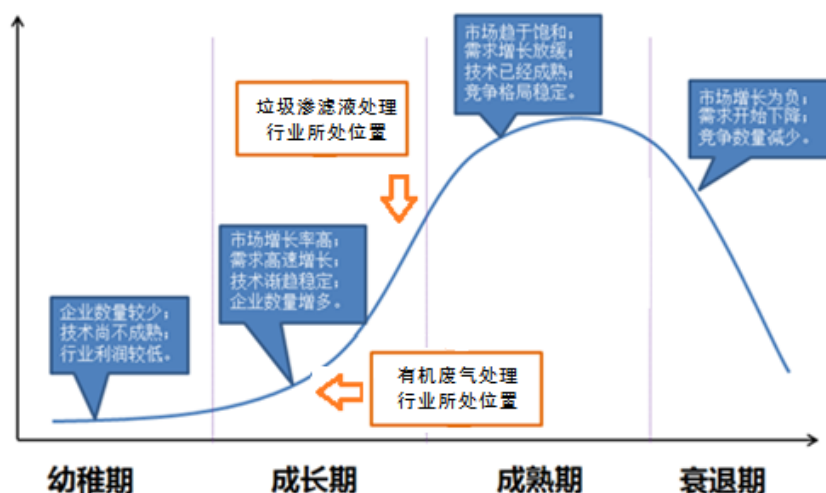 市场趋于饱和;
需求增长放缓;
技术已经成熟;
竞争格局稳定。
垃圾渗滤液处理
行业所处位置
市场增长为负;
需求开始下降;
竞争数量减少。
市场增长率高;
需求高速增长;
技术渐趋稳定;
企业数量增多。
企业数量较少;
技术尚不成熟;
行业利润较低。
有机废气处理
行业所处位置
幼稚期
成长期
成熟期
衰退期